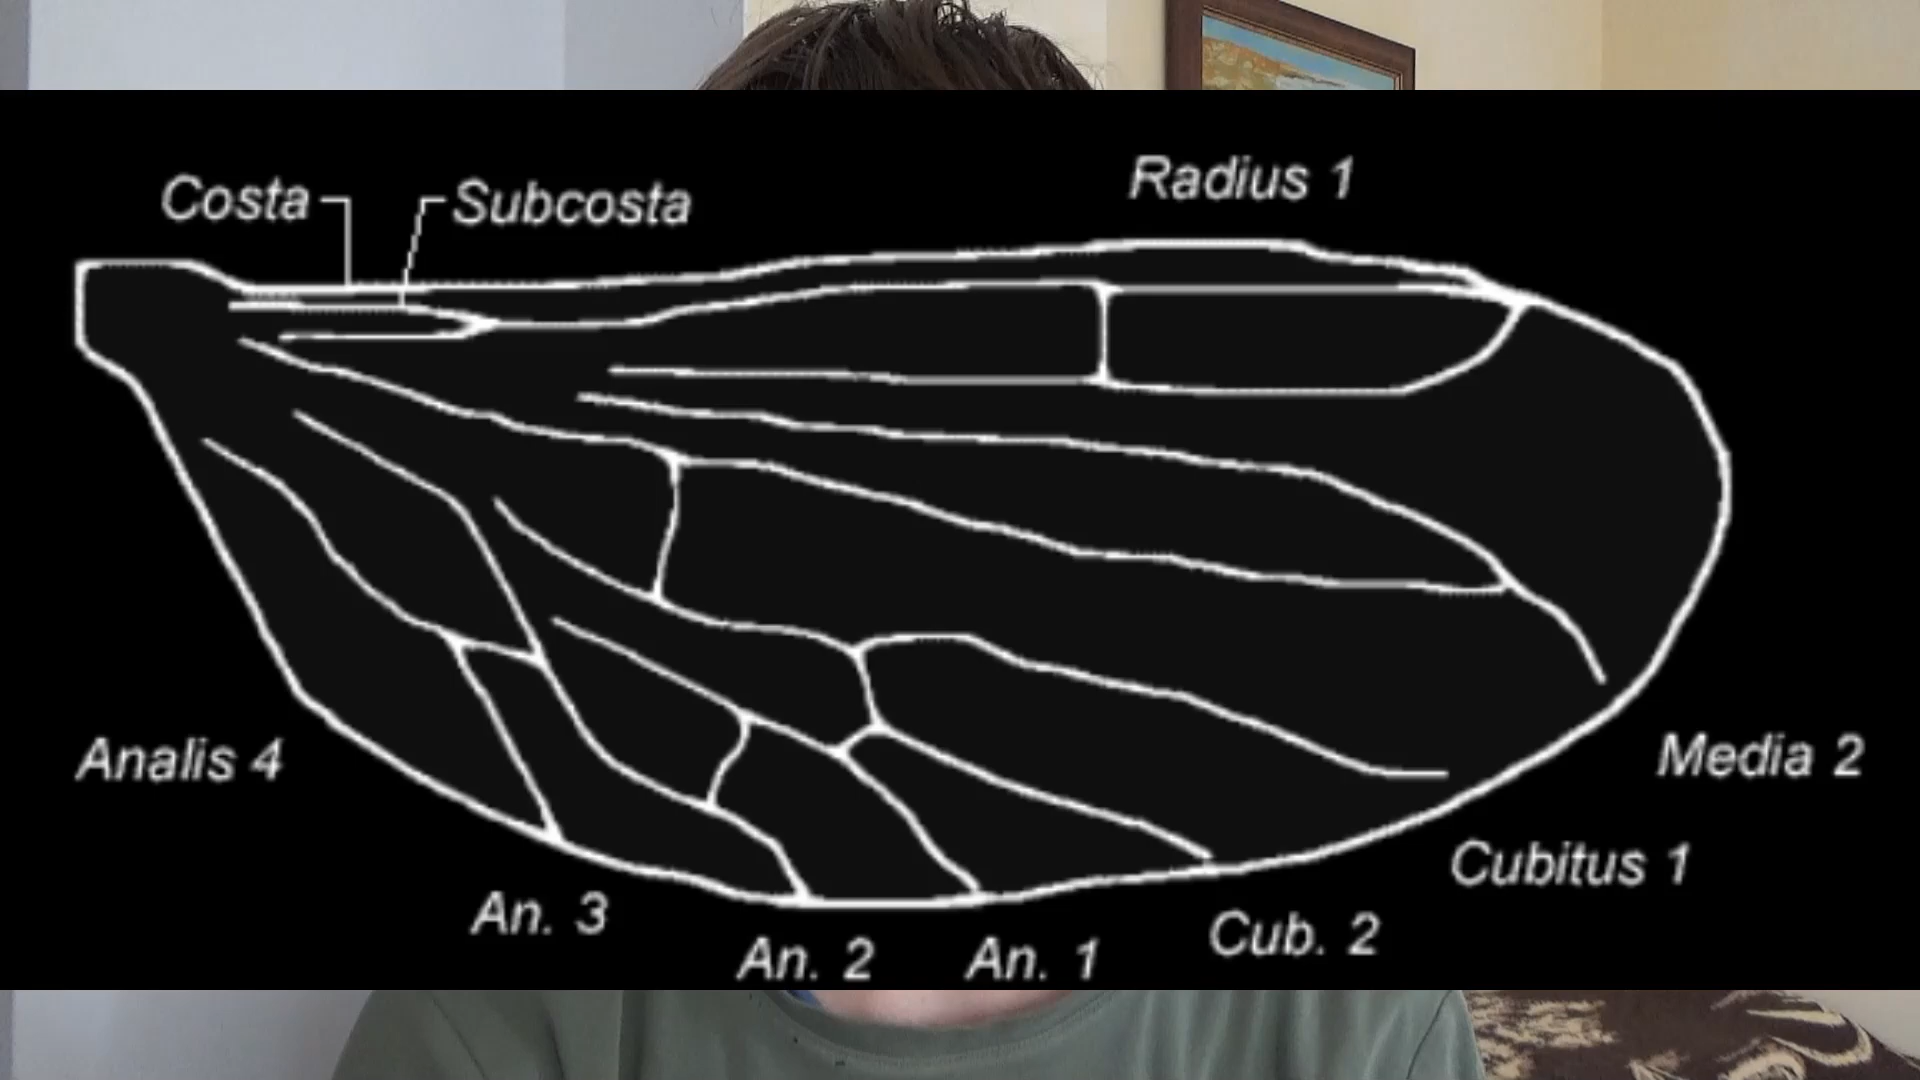 Radius 1
Costa
Subcosta
Analis 4
Media 2
Cubitus 1
An. 3
Cub. 2
An. 2
An. 1